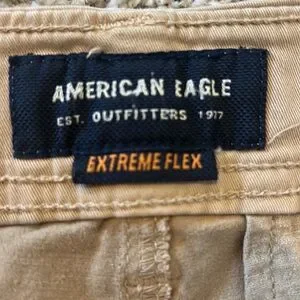 AMERICAN EAGLE
EST. OUTFITTERS 1977
EXTREME FLEX